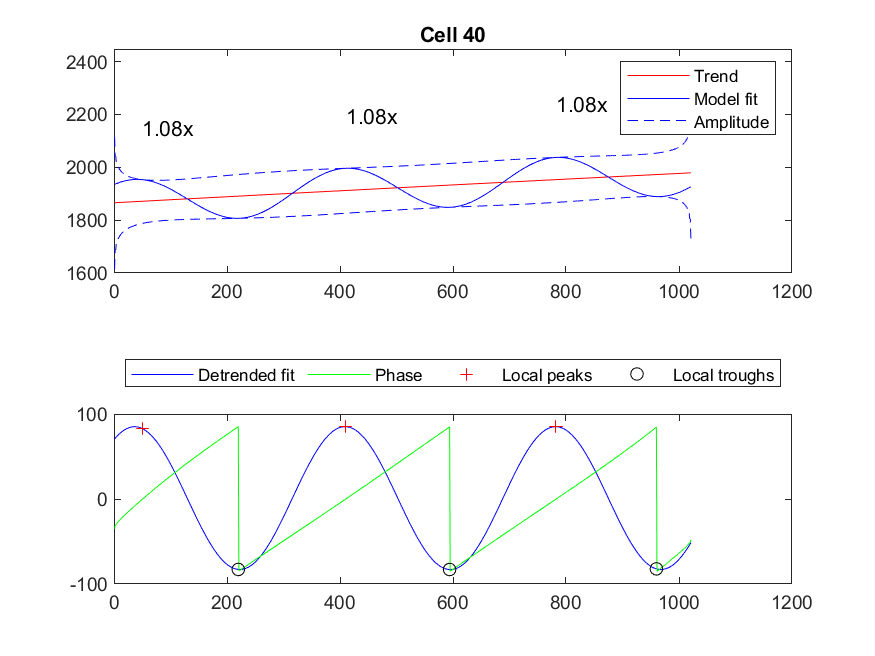 Cell 40
2400
2200
2000
1800
1600
1.08x
1.08x
1.08x
Trend
Model fit
Amplitude
0 200 400 600 800 1000 1200
Detrended fit Phase Local peaks Local troughs
100
0
-100
0 200 400 600 800 1000 1200